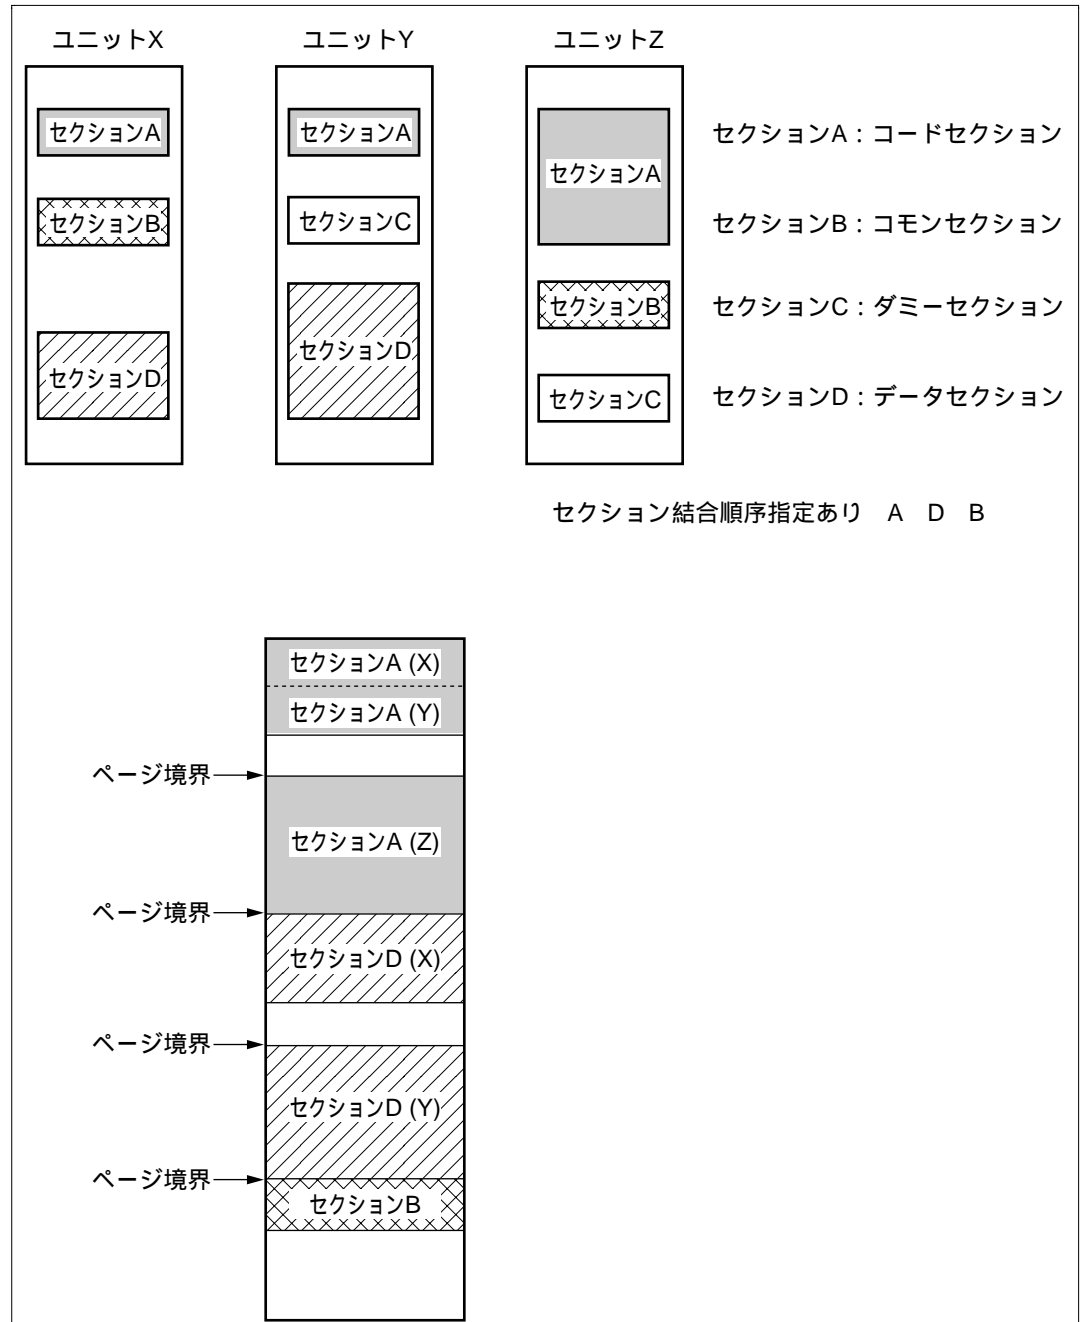 ユニットX
ユニットY
ユニットZ
セクションA
セクションB
セクションD
セクションA
セクションC
セクションD
セクションA
セクションB
セクションC
セクションA：コードセクション
セクションB：コモンセクション
セクションC：ダミーセクション
セクションD：データセクション
セクション結合順序指定あり　A　D　B
セクションA (X)
セクションA (Y)
ページ境界
セクションA (Z)
ページ境界
セクションD (X)
ページ境界
セクションD (Y)
ページ境界
セクションB